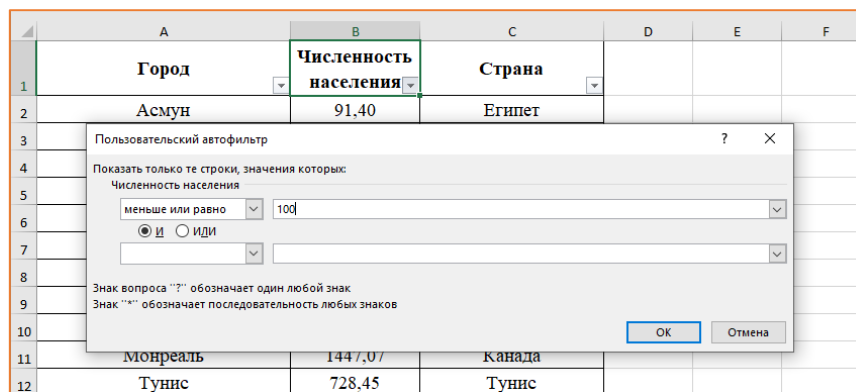 A B C D E F
Город Численность населения Страна
1
2 Асмун 91,40 Египет
3
Пользовательский автофильтр ? ✕
4
Показать только те строки, значения которых:
5
Численность населения
6
меньше или равно 100
И ИЛИ
7
8
Знак вопроса "?" обозначает один любой знак
9
Знак "*" обозначает последовательность любых знаков
10
ОК Отмена
11 Монреаль 1447,07 Канада
12 Тунис 728,45 Тунис